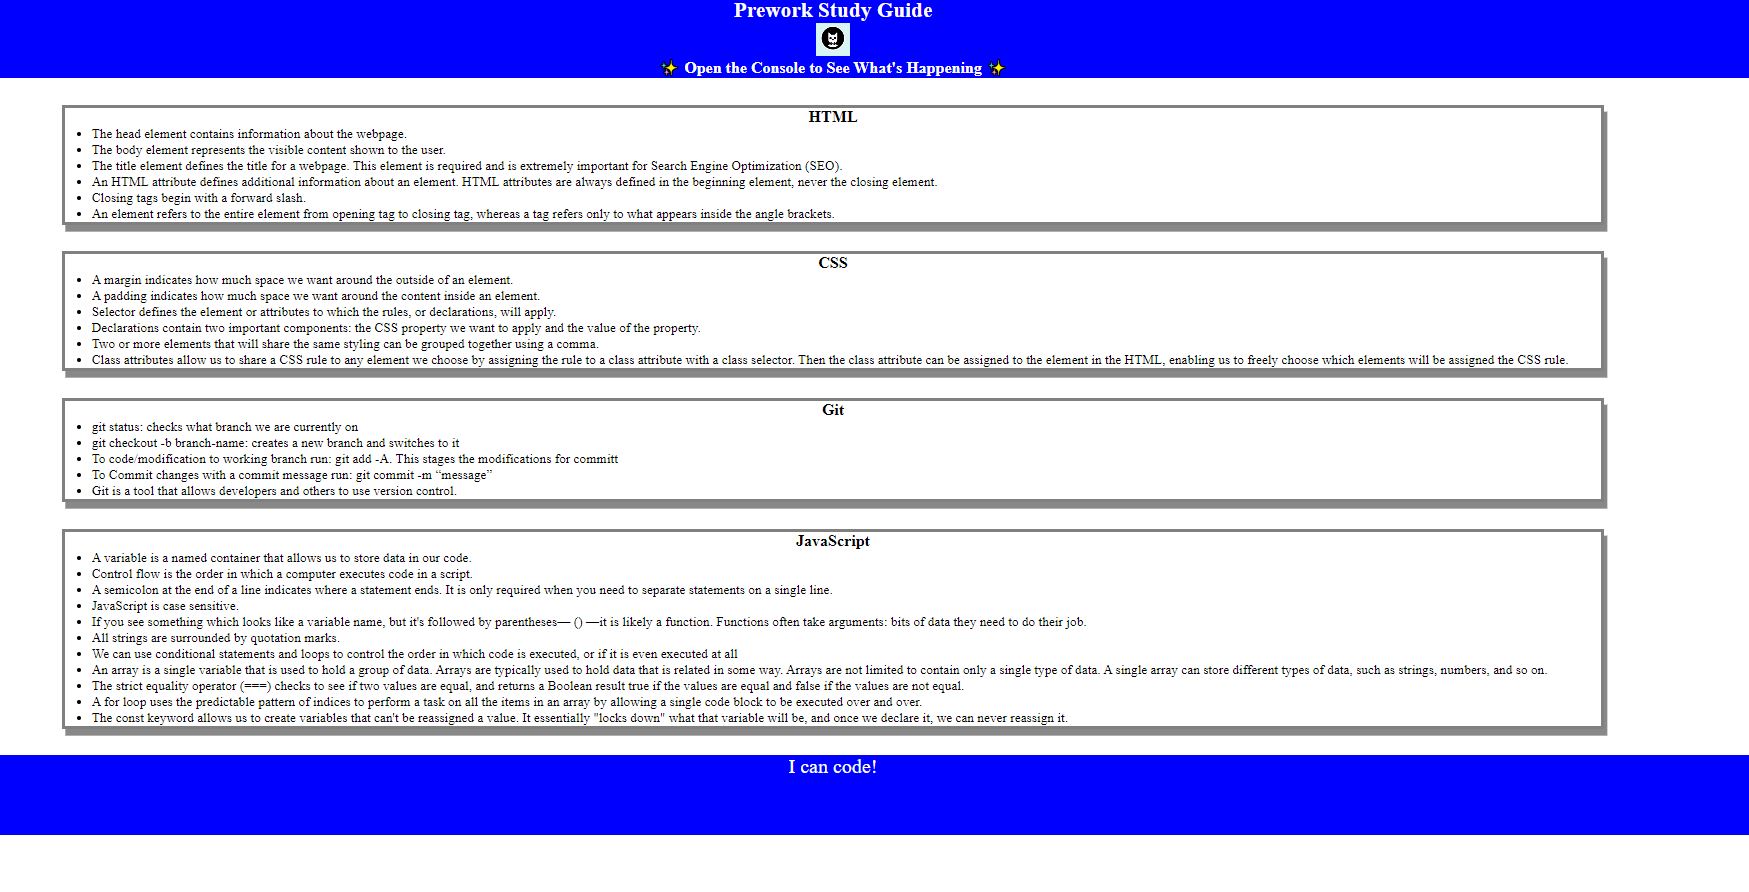 Prework Study Guide
✨ Open the Console to See What's Happening ✨
HTML
• The head element contains information about the webpage.
• The body element represents the visible content shown to the user.
• The title element defines the title for a webpage. This element is required and is extremely important for Search Engine Optimization (SEO).
• An HTML attribute defines additional information about an element. HTML attributes are always defined in the beginning element, never the closing element.
• Closing tags begin with a forward slash.
• An element refers to the entire element from opening tag to closing tag, whereas a tag refers only to what appears inside the angle brackets.
CSS
• A margin indicates how much space we want around the outside of an element.
• A padding indicates how much space we want around the content inside an element.
• Selector defines the element or attributes to which the rules, or declarations, will apply.
• Declarations contain two important components: the CSS property we want to apply and the value of the property.
• Two or more elements that will share the same styling can be grouped together using a comma.
• Class attributes allow us to share a CSS rule to any element we choose by assigning the rule to a class attribute with a class selector. Then the class attribute can be assigned to the element in the HTML, enabling us to freely choose which elements will be assigned the CSS rule.
Git
• git status: checks what branch we are currently on
• git checkout -b branch-name: creates a new branch and switches to it
• To code/modification to working branch run: git add -A. This stages the modifications for committ
• To Commit changes with a commit message run: git commit -m “message”
• Git is a tool that allows developers and others to use version control.
JavaScript
• A variable is a named container that allows us to store data in our code.
• Control flow is the order in which a computer executes code in a script.
• A semicolon at the end of a line indicates where a statement ends. It is only required when you need to separate statements on a single line.
• JavaScript is case sensitive.
• If you see something which looks like a variable name, but it's followed by parentheses— () —it is likely a function. Functions often take arguments: bits of data they need to do their job.
• All strings are surrounded by quotation marks.
• We can use conditional statements and loops to control the order in which code is executed, or if it is even executed at all
• An array is a single variable that is used to hold a group of data. Arrays are typically used to hold data that is related in some way. Arrays are not limited to contain only a single type of data. A single array can store different types of data, such as strings, numbers, and so on.
• The strict equality operator (===) checks to see if two values are equal, and returns a Boolean result true if the values are equal and false if the values are not equal.
• A for loop uses the predictable pattern of indices to perform a task on all the items in an array by allowing a single code block to be executed over and over.
• The const keyword allows us to create variables that can't be reassigned a value. It essentially "locks down" what that variable will be, and once we declare it, we can never reassign it.
I can code!